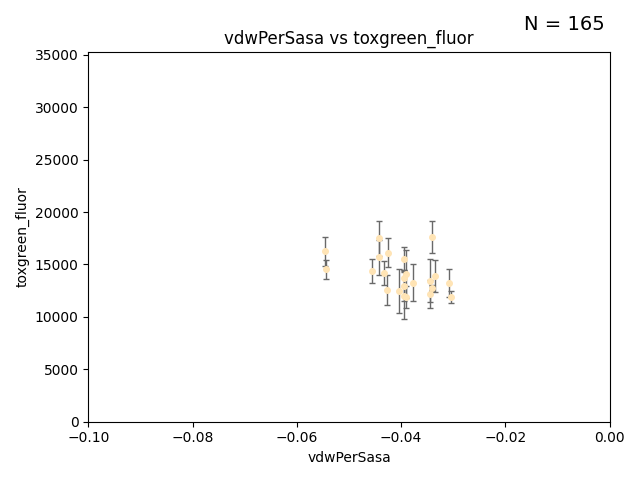 N = 165
vdwPerSasa vs toxgreen_fluor
35000
30000
25000
20000
15000
10000
5000
0
toxgreen_fluor
−0.10 −0.08 −0.06 −0.04 −0.02 0.00
vdwPerSasa